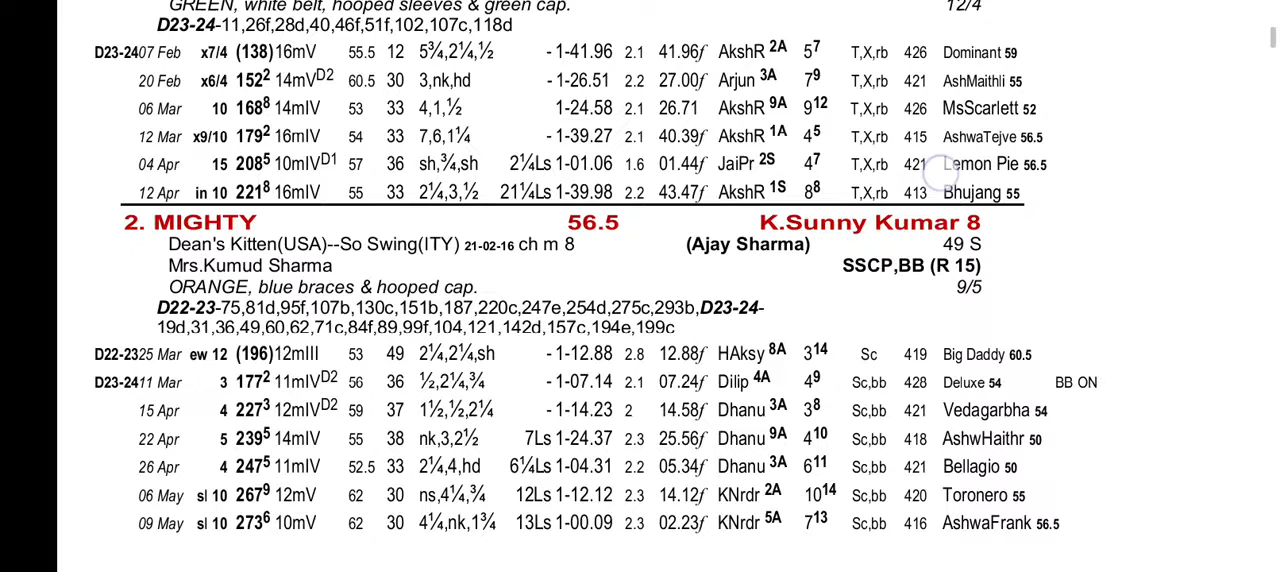 GREEN, white belt, hooped sleeves & green cap. 12/4
D23-24-11,26f,28d,40,46f,51f,102,107c,118d
D23-2407 Feb x7/4 (138)16mV 55.5 12 5¾,2¼,½ - 1-41.96 2.1 41.96f AkshR 2A 5⁷ T,X,rb 426 Dominant 59
20 Feb x6/4 152² 14mVD2 60.5 30 3,nk,hd - 1-26.51 2.2 27.00f Arjun 3A 7⁹ T,X,rb 421 AshMaithli 55
06 Mar 10 168⁸ 14mIV 53 33 4,1,½ 1-24.58 2.1 26.71 AkshR 9A 9¹² T,X,rb 426 MsScarlett 52
12 Mar x9/10 179² 16mIV 54 33 7,6,1¼ - 1-39.27 2.1 40.39f AkshR 1A 4⁵ T,X,rb 415 AshwaTejve 56.5
04 Apr 15 208⁵ 10mIVD1 57 36 sh,¾,sh 2¼Ls 1-01.06 1.6 01.44f JaiPr 2S 4⁷ T,X,rb 421 Lemon Pie 56.5
12 Apr in 10 221⁸ 16mIV 55 33 2¼,3,½ 21¼Ls 1-39.98 2.2 43.47f AkshR 1S 8⁸ T,X,rb 413 Bhujang 55
2. MIGHTY 56.5 K.Sunny Kumar 8
Dean's Kitten(USA)--So Swing(ITY) 21-02-16 ch m 8 (Ajay Sharma) 49 S
Mrs.Kumud Sharma SSCP,BB (R 15)
ORANGE, blue braces & hooped cap. 9/5
D22-23-75,81d,95f,107b,130c,151b,187,220c,247e,254d,275c,293b,D23-24-
19d,31,36,49,60,62,71c,84f,89,99f,104,121,142d,157c,194e,199c
D22-2325 Mar ew 12 (196)12mIII 53 49 2¼,2¼,sh - 1-12.88 2.8 12.88f HAksy 8A 3¹⁴ Sc 419 Big Daddy 60.5
D23-2411 Mar 3 177² 11mIVD2 56 36 ½,2¼,¾ - 1-07.14 2.1 07.24f Dilip 4A 4⁹ Sc,bb 428 Deluxe 54 BB ON
15 Apr 4 227³ 12mIVD2 59 37 1½,½,2¼ - 1-14.23 2 14.58f Dhanu 3A 3⁸ Sc,bb 421 Vedagarbha 54
22 Apr 5 239⁵ 14mIV 55 38 nk,3,2½ 7Ls 1-24.37 2.3 25.56f Dhanu 9A 4¹⁰ Sc,bb 418 AshwHaithr 50
26 Apr 4 247⁵ 11mIV 52.5 33 2¼,4,hd 6¼Ls 1-04.31 2.2 05.34f Dhanu 3A 6¹¹ Sc,bb 421 Bellagio 50
06 May sl 10 267⁹ 12mV 62 30 ns,4¼,¾ 12Ls 1-12.12 2.3 14.12f KNrdr 2A 10¹⁴ Sc,bb 420 Toronero 55
09 May sl 10 273⁶ 10mV 62 30 4¼,nk,1¾ 13Ls 1-00.09 2.3 02.23f KNrdr 5A 7¹³ Sc,bb 416 AshwaFrank 56.5